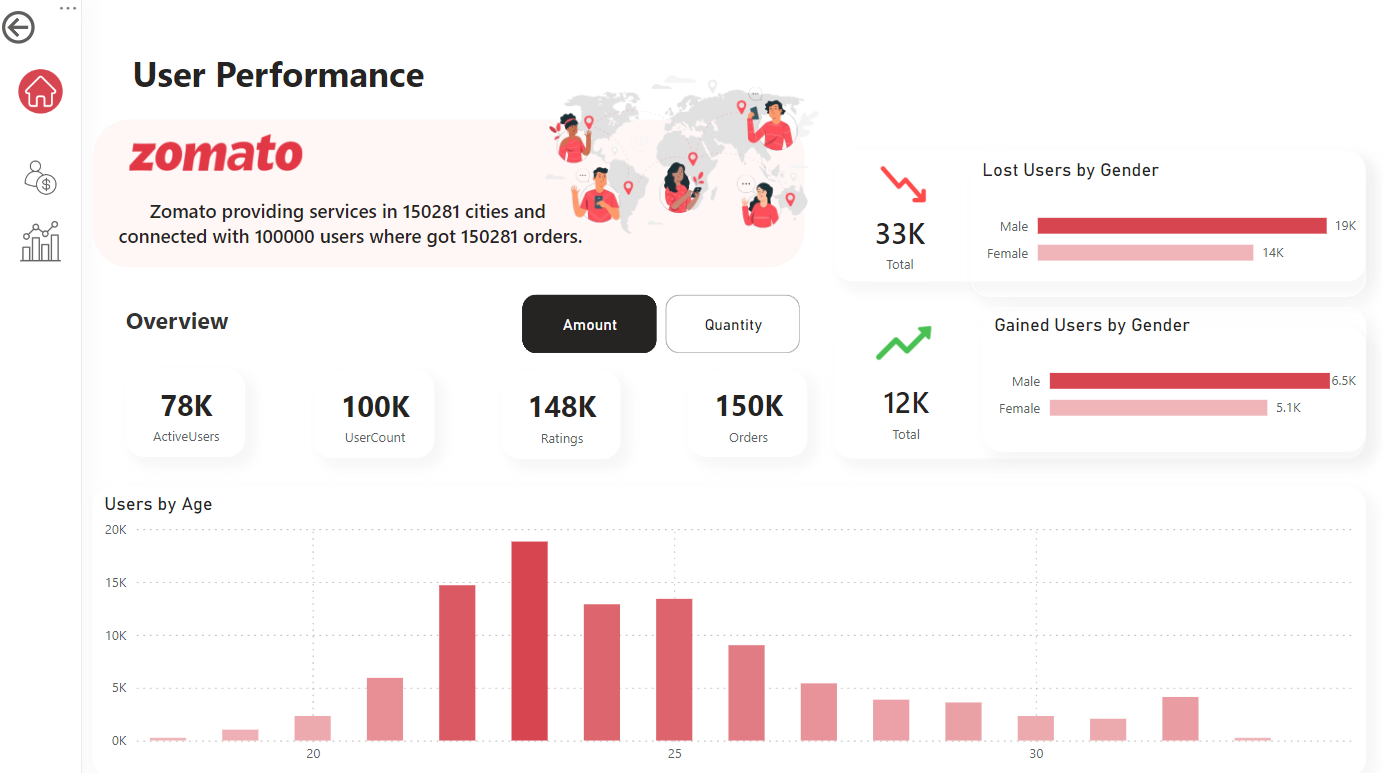 User Performance
zomato
Zomato providing services in 150281 cities and
connected with 100000 users where got 150281 orders.
33K
Total
Lost Users by Gender
Male 19K
Female 14K
Overview
Amount
Quantity
12K
Total
Gained Users by Gender
Male 6.5K
Female 5.1K
78K
ActiveUsers
100K
UserCount
148K
Ratings
150K
Orders
Users by Age
20K
15K
10K
5K
0K
20 25 30